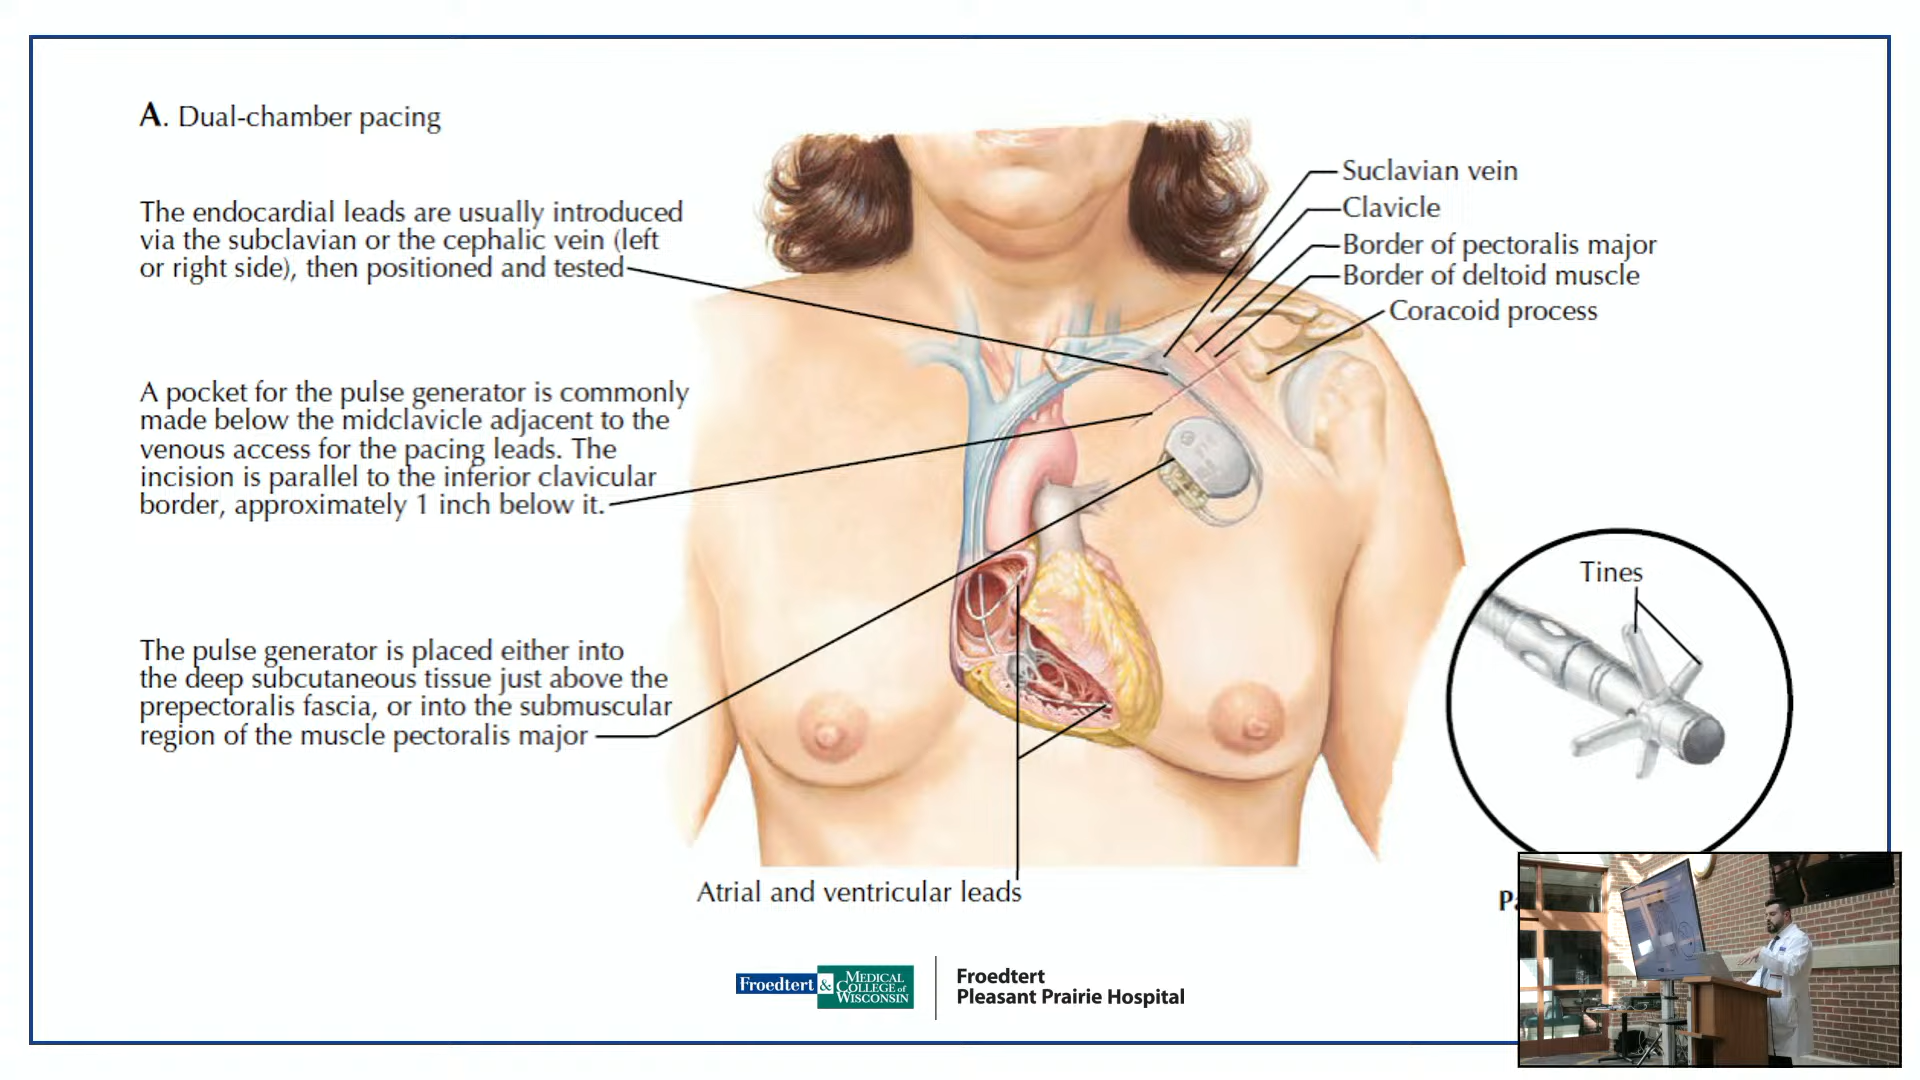 A. Dual-chamber pacing
The endocardial leads are usually introduced
via the subclavian or the cephalic vein (left
or right side), then positioned and tested
A pocket for the pulse generator is commonly
made below the midclavicle adjacent to the
venous access for the pacing leads. The
incision is parallel to the inferior clavicular
border, approximately 1 inch below it.
The pulse generator is placed either into
the deep subcutaneous tissue just above the
prepectoralis fascia, or into the submuscular
region of the muscle pectoralis major
Suclavian vein
Clavicle
Border of pectoralis major
Border of deltoid muscle
Coracoid process
Tines
Atrial and ventricular leads
Froedtert & MEDICAL
COLLEGE of
WISCONSIN
Froedtert
Pleasant Prairie Hospital